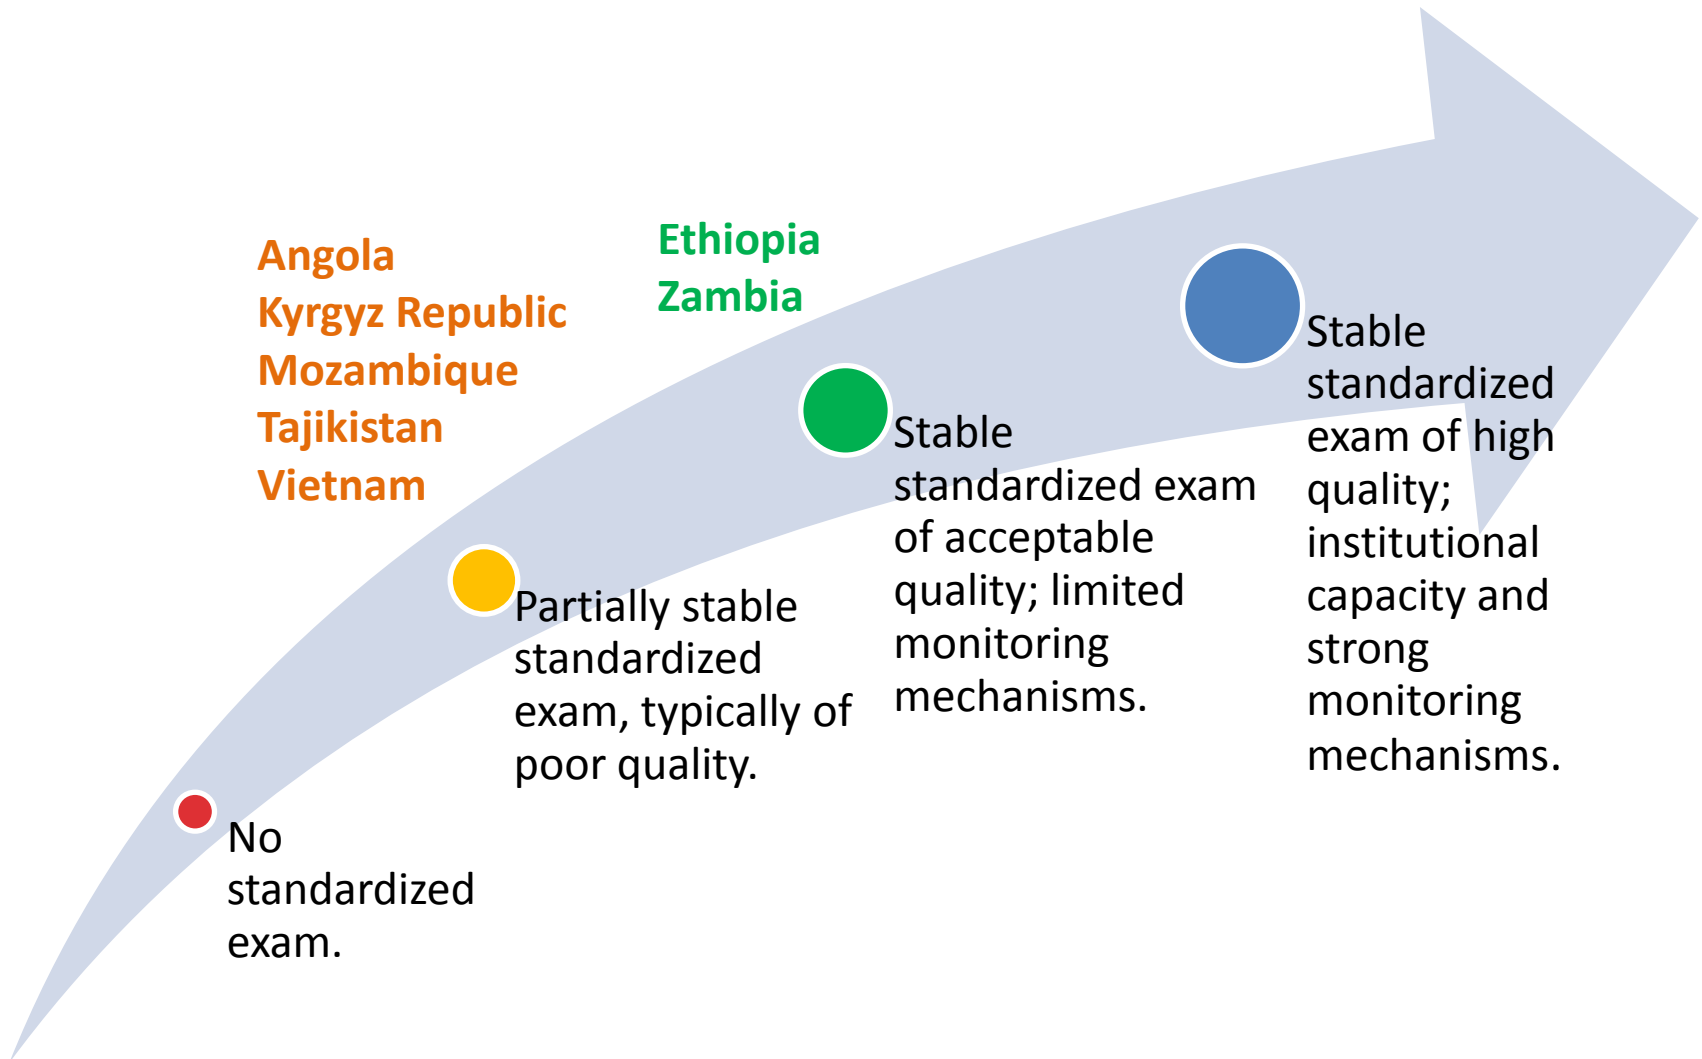 Angola
Kyrgyz Republic
Mozambique
Tajikistan
Vietnam
Ethiopia
Zambia
No
standardized
exam.
Partially stable
standardized
exam, typically of
poor quality.
Stable
standardized exam
of acceptable
quality; limited
monitoring
mechanisms.
Stable
standardized
exam of high
quality;
institutional
capacity and
strong
monitoring
mechanisms.